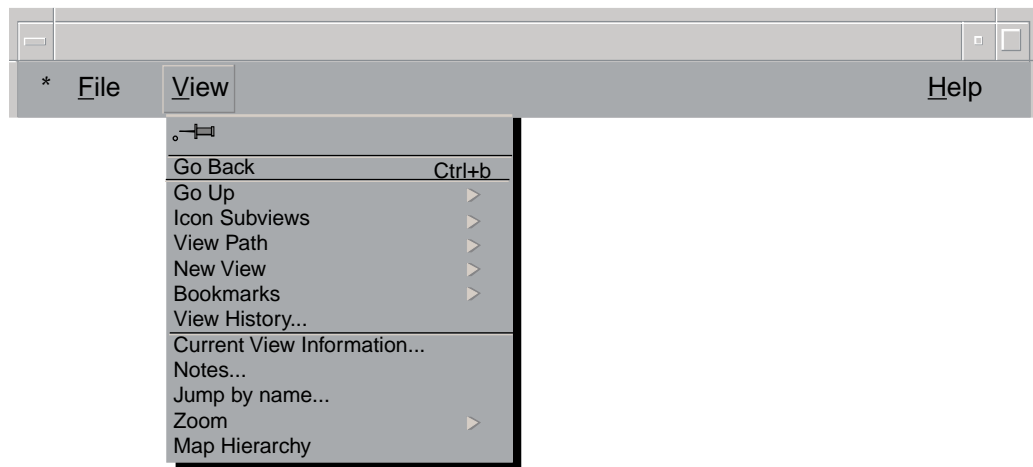 * File View Help
Go Back Ctrl+b
Go Up
Icon Subviews
View Path
New View
Bookmarks
View History...
Current View Information...
Notes...
Jump by name...
Zoom
Map Hierarchy